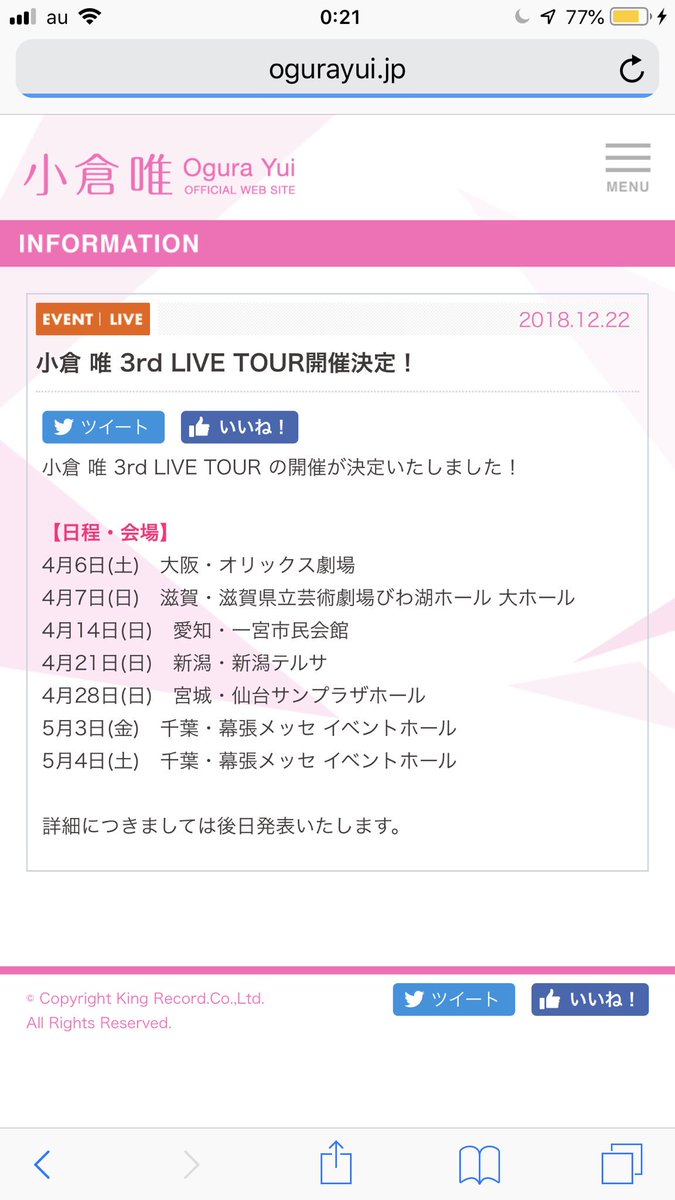 au 0:21 77%
ogurayui.jp
小倉唯 Ogura Yui
OFFICIAL WEB SITE
MENU
INFORMATION
EVENT | LIVE 2018.12.22
小倉 唯 3rd LIVE TOUR開催決定！
ツイート いいね！
小倉 唯 3rd LIVE TOUR の開催が決定いたしました！
【日程・会場】
4月6日(土)　大阪・オリックス劇場
4月7日(日)　滋賀・滋賀県立芸術劇場びわ湖ホール 大ホール
4月14日(日)　愛知・一宮市民会館
4月21日(日)　新潟・新潟テルサ
4月28日(日)　宮城・仙台サンプラザホール
5月3日(金)　千葉・幕張メッセ イベントホール
5月4日(土)　千葉・幕張メッセ イベントホール
詳細につきましては後日発表いたします。
© Copyright King Record.Co.,Ltd.
All Rights Reserved.
ツイート いいね！